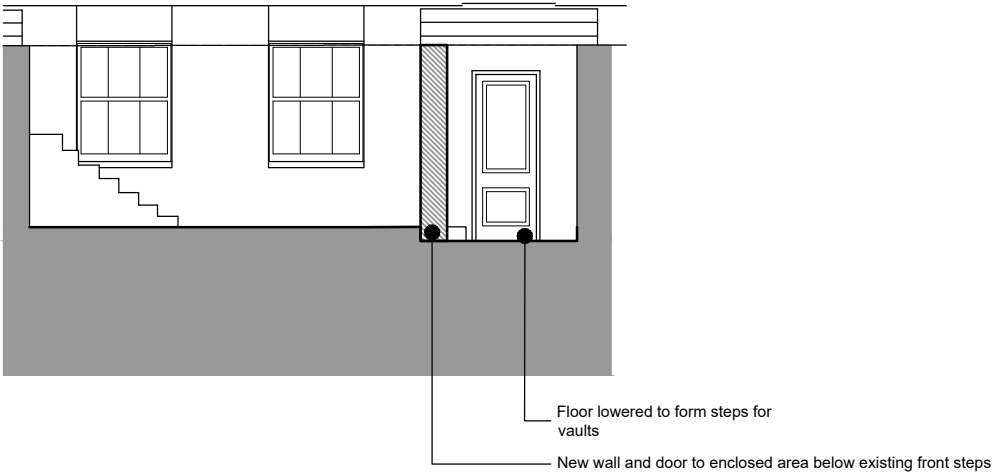 Floor lowered to form steps for
vaults
New wall and door to enclosed area below existing front steps